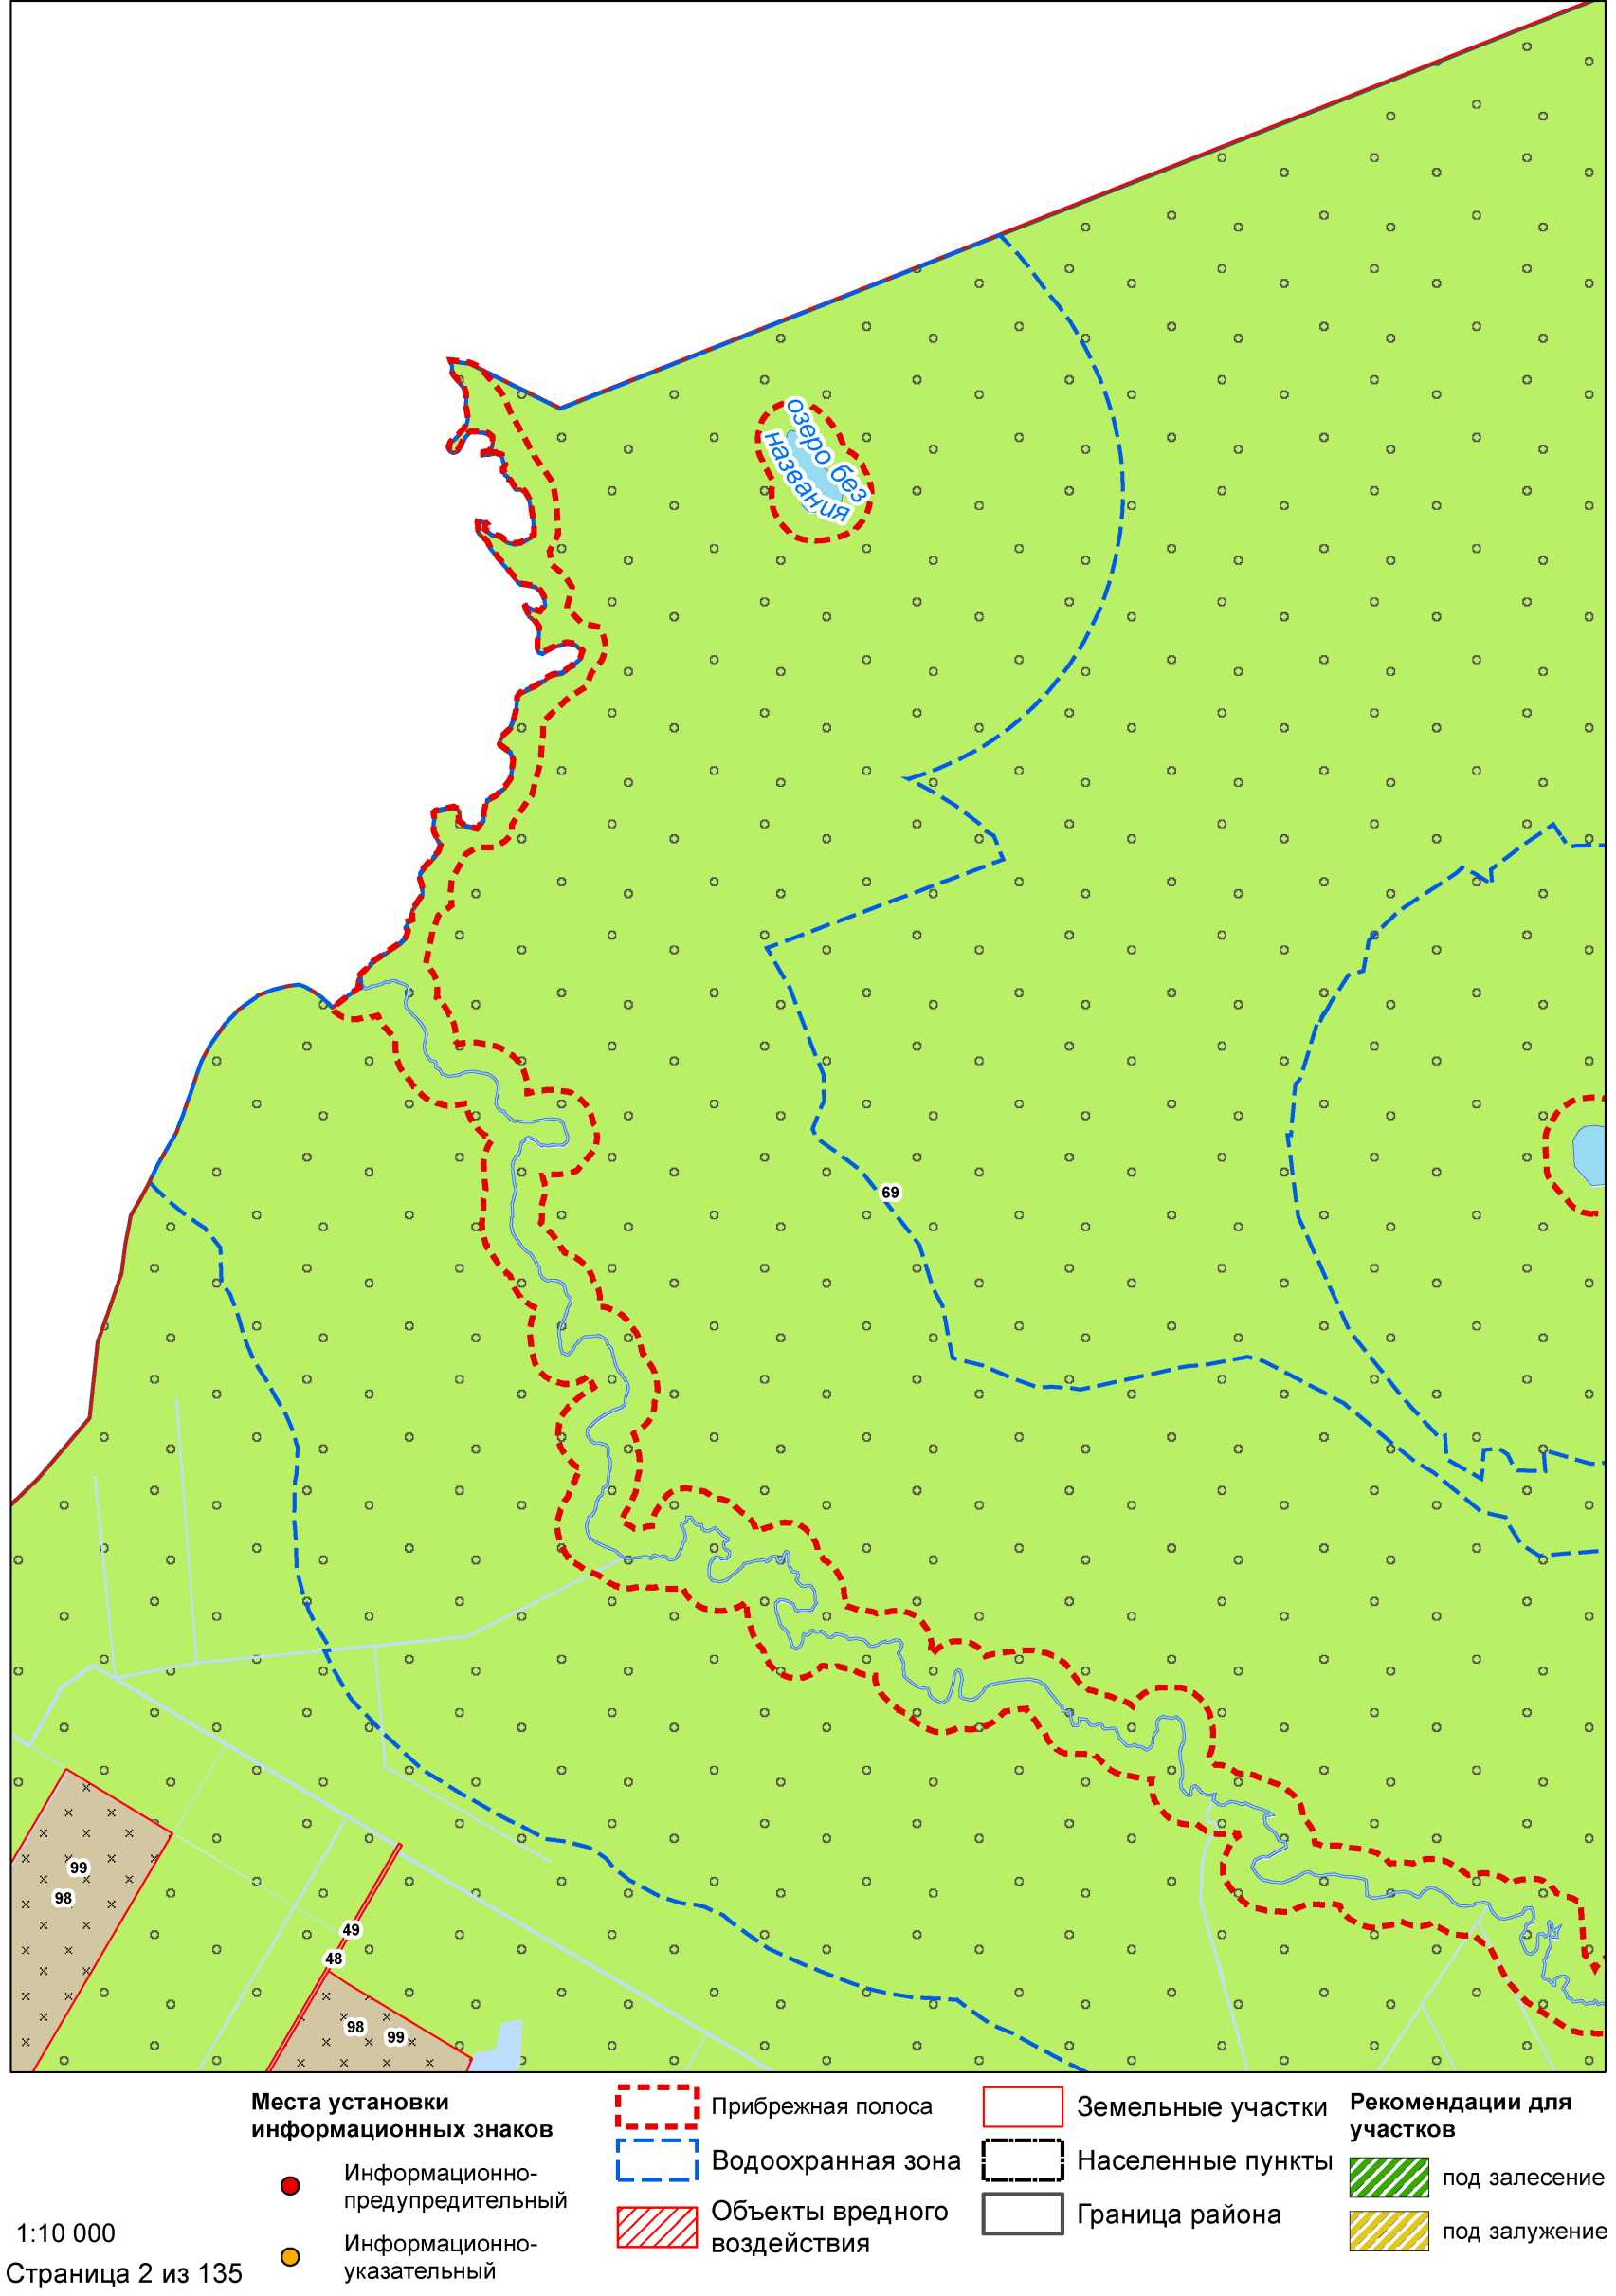 озеро без
названия
69
99
98
49
48
98
99
Места установки
информационных знаков
Информационно-
предупредительный
Информационно-
указательный
Прибрежная полоса
Водоохранная зона
Объекты вредного
воздействия
Земельные участки
Населенные пункты
Граница района
Рекомендации для
участков
под залесение
под залужение
1:10 000
Страница 2 из 135